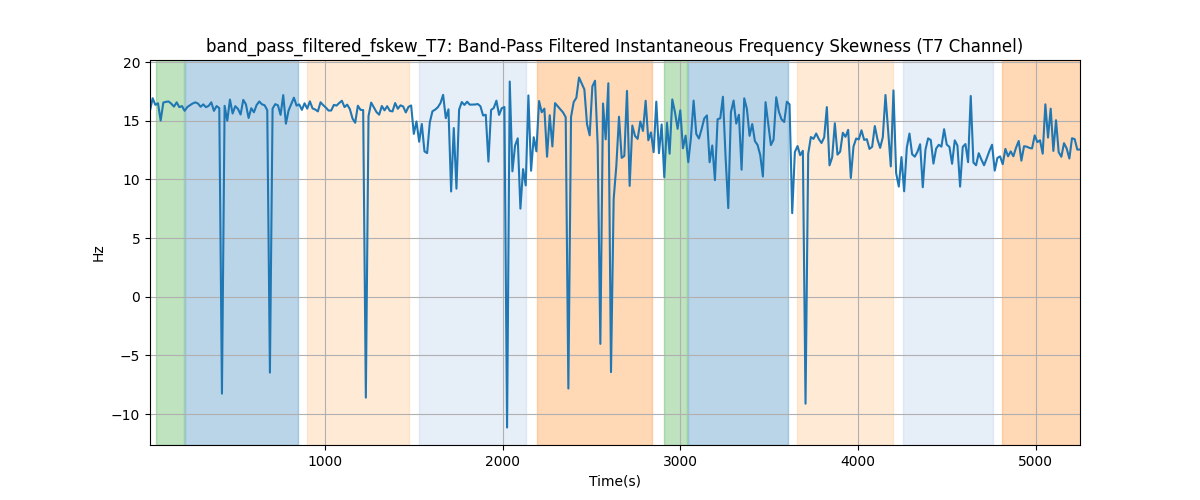 band_pass_filtered_fskew_T7: Band-Pass Filtered Instantaneous Frequency Skewness (T7 Channel)
20
15
10
5
0
−5
−10
Hz
1000 2000 3000 4000 5000
Time(s)